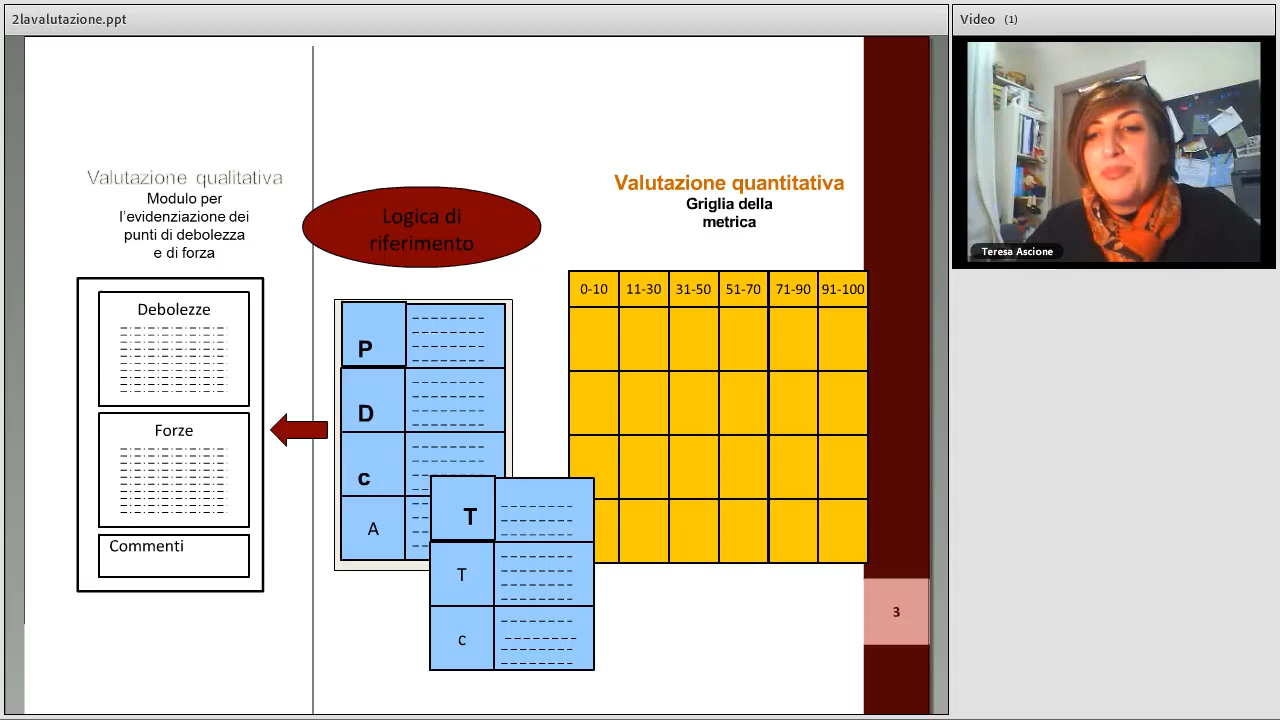 2lavalutazione.ppt
Video (1)
Valutazione qualitativa
Modulo per
l'evidenziazione dei
punti di debolezza
e di forza
Logica di
riferimento
Valutazione quantitativa
Griglia della
metrica
Debolezze
Forze
Commenti
P
D
c
A
T
T
c
0-10 11-30 31-50 51-70 71-90 91-100
3
Teresa Ascione